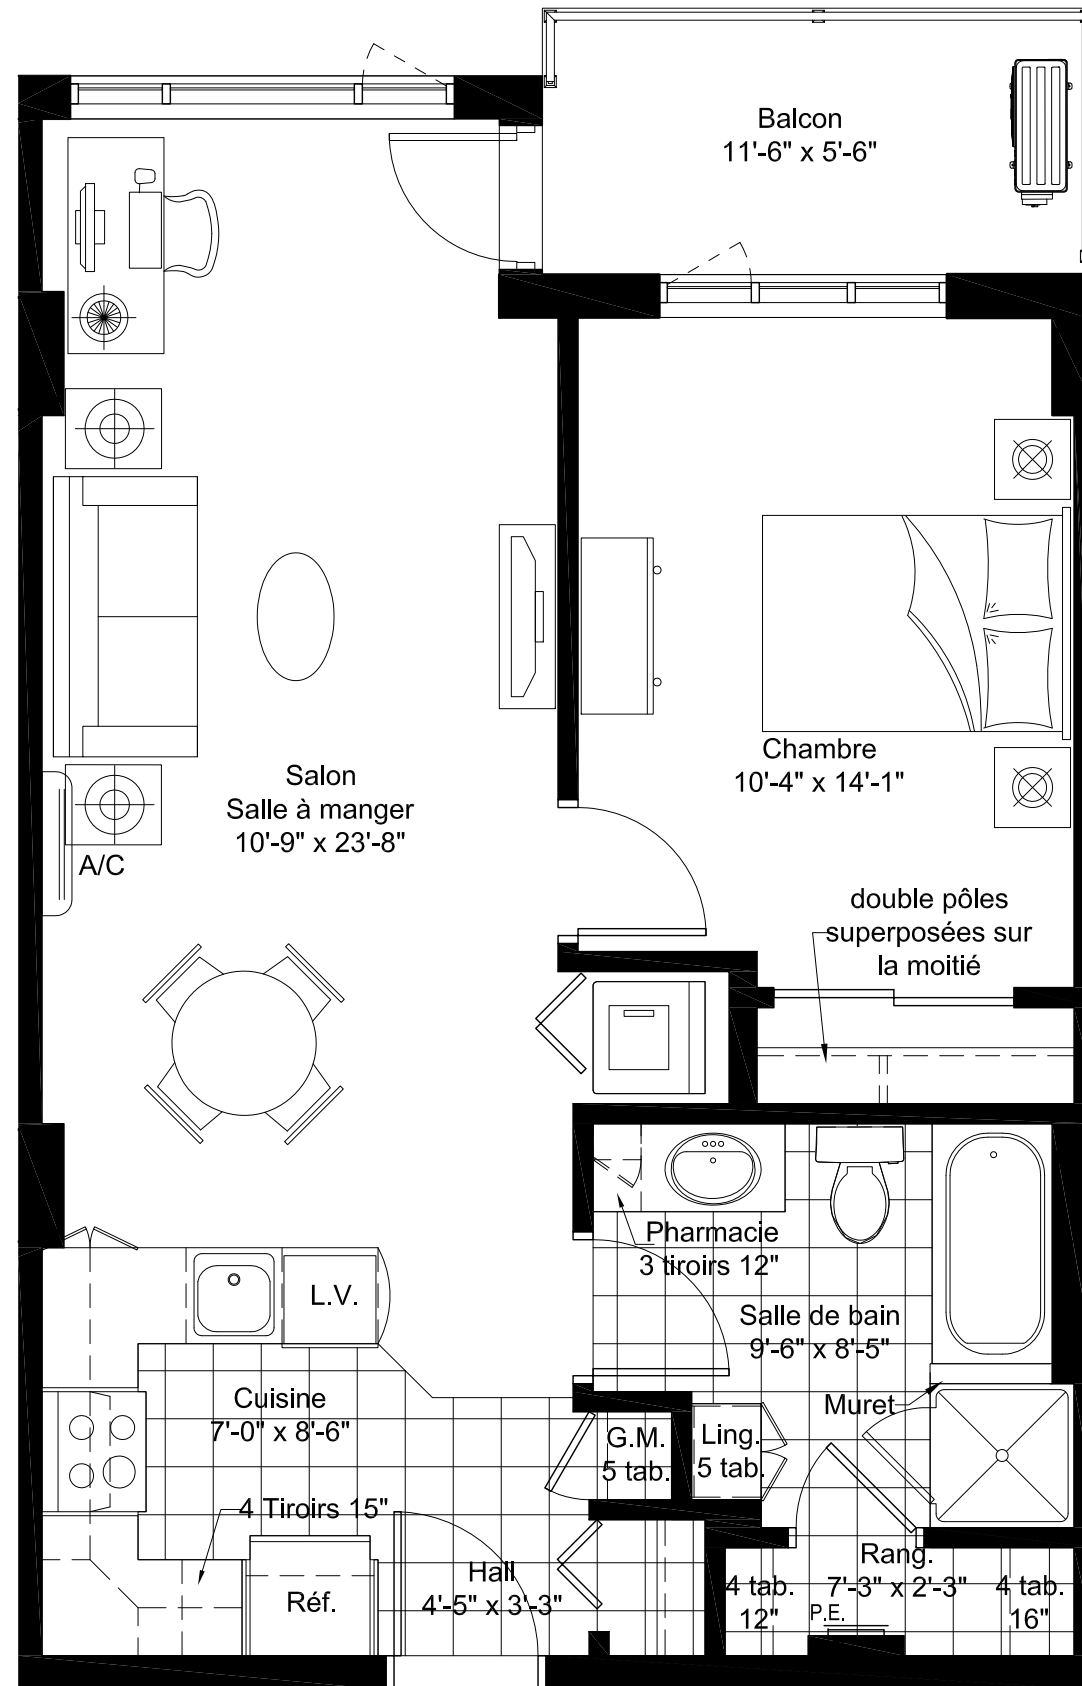 Balcon
11'-6" x 5'-6"
Chambre
10'-4" x 14'-1"
Salon
Salle à manger
10'-9" x 23'-8"
A/C
double pôles
superposées sur
la moitié
Pharmacie
3 tiroirs 12"
L.V.
Salle de bain
9'-6" x 8'-5"
Cuisine
7'-0" x 8'-6"
Muret
G.M.
5 tab.
Ling.
5 tab.
4 Tiroirs 15"
Réf.
Hall
4'-5" x 3'-3"
Rang.
7'-3" x 2'-3"
4 tab.
12"
P.E.
4 tab.
16"